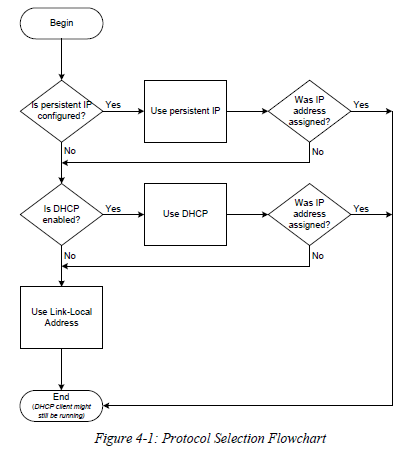 Begin
Is persistent IP
configured?
Yes
Use persistent IP
Was IP
address
assigned?
Yes
No
No
Is DHCP
enabled?
Yes
Use DHCP
Was IP
address
assigned?
Yes
No
No
Use Link-Local
Address
End
(DHCP client might
still be running)
Figure 4-1: Protocol Selection Flowchart